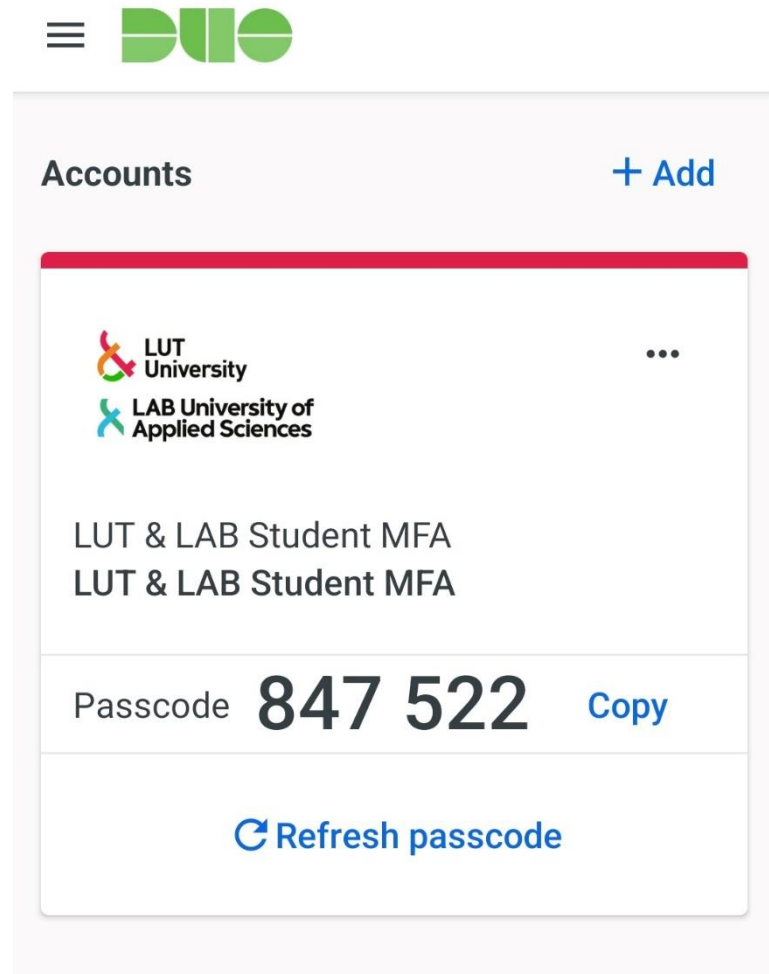 DUO
Accounts
+ Add
LUT
University
LAB University of
Applied Sciences
LUT & LAB Student MFA
LUT & LAB Student MFA
Passcode 847 522 Copy
Refresh passcode